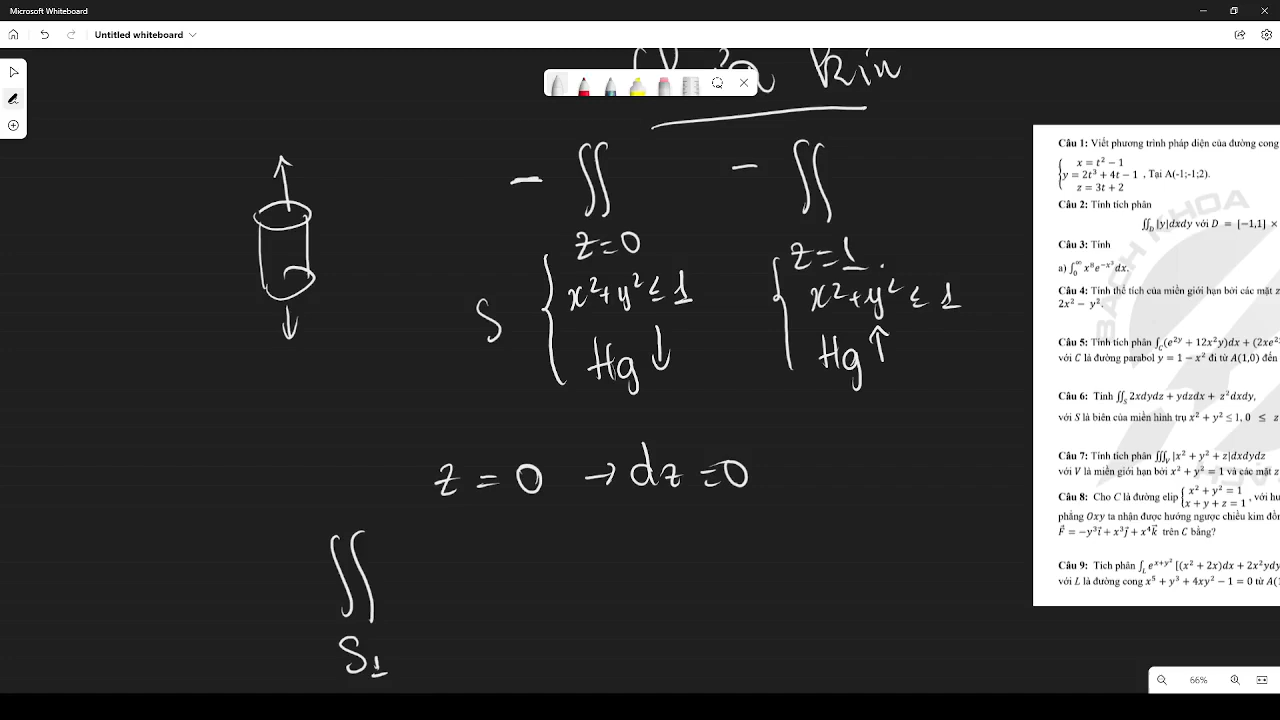 Microsoft Whiteboard
Untitled whiteboard
kín
- ∬ - ∬
z=0 z=1.
S { x²+y²≤1 { x²+y²≤1
Hg↓ Hg↑
z = 0 → dz=0
∬
S₁
Câu 1: Viết phương trình pháp diện của đường cong
{ x = t² − 1
y = 2t³ + 4t − 1 , Tại A(-1;-1;2).
z = 3t + 2
Câu 2: Tính tích phân
∬_D |y|dxdy với D = [−1,1] ×
Câu 3: Tính
a) ∫₀^∞ x⁸e^(−x³)dx.
Câu 4: Tính thể tích của miền giới hạn bởi các mặt z
2x² − y².
Câu 5: Tính tích phân ∫_C(e^(2y) + 12x²y)dx + (2xe²
với C là đường parabol y = 1 − x² đi từ A(1,0) đến
Câu 6: Tính ∬_S 2xdydz + ydzdx + z²dxdy,
với S là biên của miền hình trụ x² + y² ≤ 1, 0 ≤ z
Câu 7: Tính tích phân ∭_V |x² + y² + z|dxdydz
với V là miền giới hạn bởi x² + y² = 1 và các mặt z
Câu 8: Cho C là đường elip { x² + y² = 1
x + y + z = 1 , với hu
phẳng Oxy ta nhận được hướng ngược chiều kim đồn
F⃗ = −y³i⃗ + x³j⃗ + x⁴k⃗ trên C bằng?
Câu 9: Tích phân ∫_L e^(x+y²) [(x² + 2x)dx + 2x²ydy
với L là đường cong x⁵ + y³ + 4xy² − 1 = 0 từ A(1
BÁCH KHOA
66%